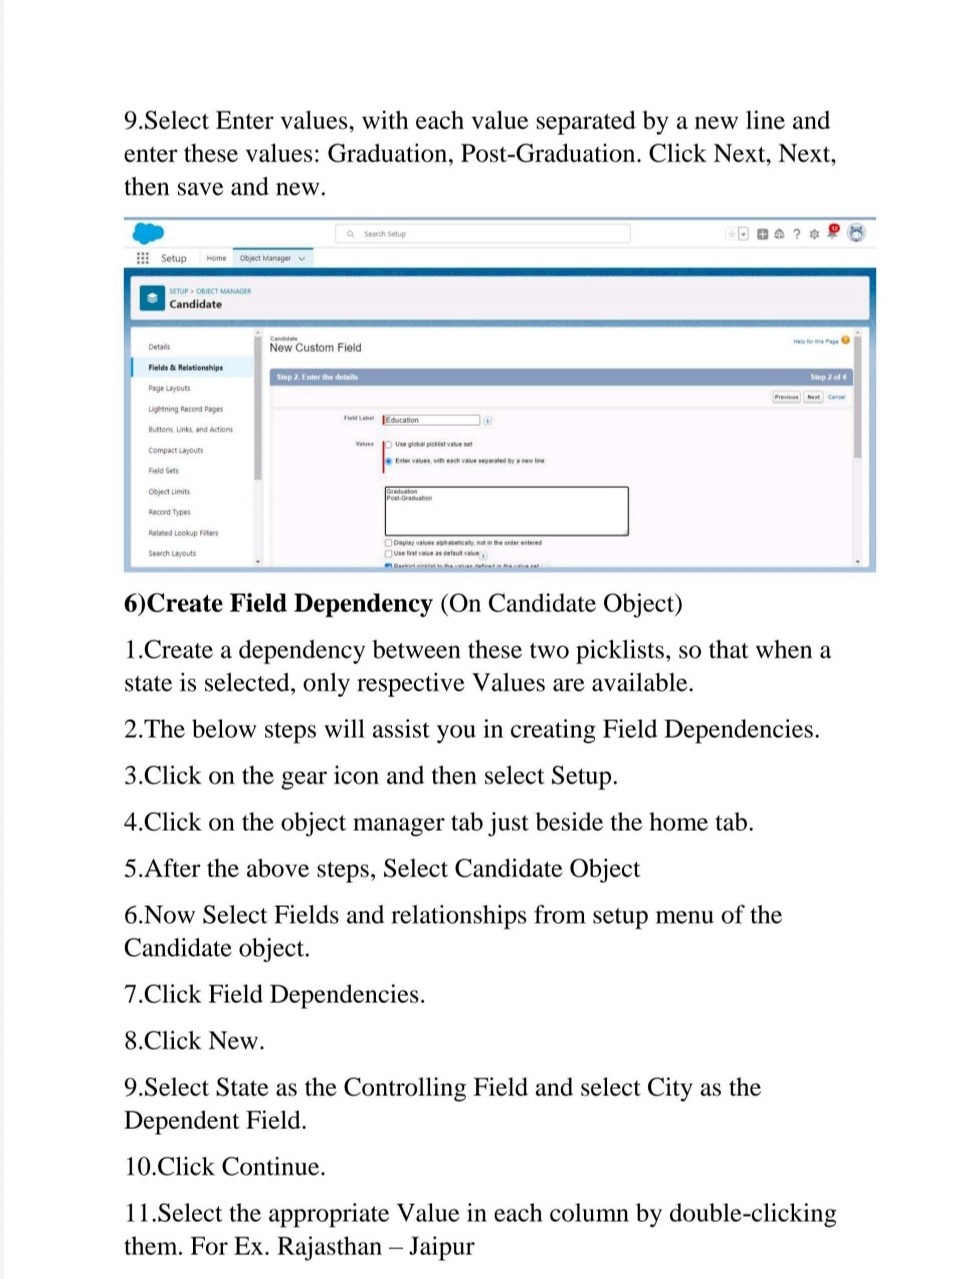 9.Select Enter values, with each value separated by a new line and
enter these values: Graduation, Post-Graduation. Click Next, Next,
then save and new.
Search Setup
Setup Home Object Manager
SETUP > OBJECT MANAGER
Candidate
Details
Fields & Relationships
Page Layouts
Lightning Record Pages
Buttons, Links, and Actions
Compact Layouts
Field Sets
Object Limits
Record Types
Related Lookup Filters
Search Layouts
Candidate
New Custom Field
Help for this Page
Step 2. Enter the details Step 2 of 4
Previous Next Cancel
Field Label Education
Values Use global picklist value set
Enter values, with each value separated by a new line
Graduation
Post-Graduation
Display values alphabetically, not in the order entered
Use first value as default value
6)Create Field Dependency (On Candidate Object)
1.Create a dependency between these two picklists, so that when a
state is selected, only respective Values are available.
2.The below steps will assist you in creating Field Dependencies.
3.Click on the gear icon and then select Setup.
4.Click on the object manager tab just beside the home tab.
5.After the above steps, Select Candidate Object
6.Now Select Fields and relationships from setup menu of the
Candidate object.
7.Click Field Dependencies.
8.Click New.
9.Select State as the Controlling Field and select City as the
Dependent Field.
10.Click Continue.
11.Select the appropriate Value in each column by double-clicking
them. For Ex. Rajasthan – Jaipur